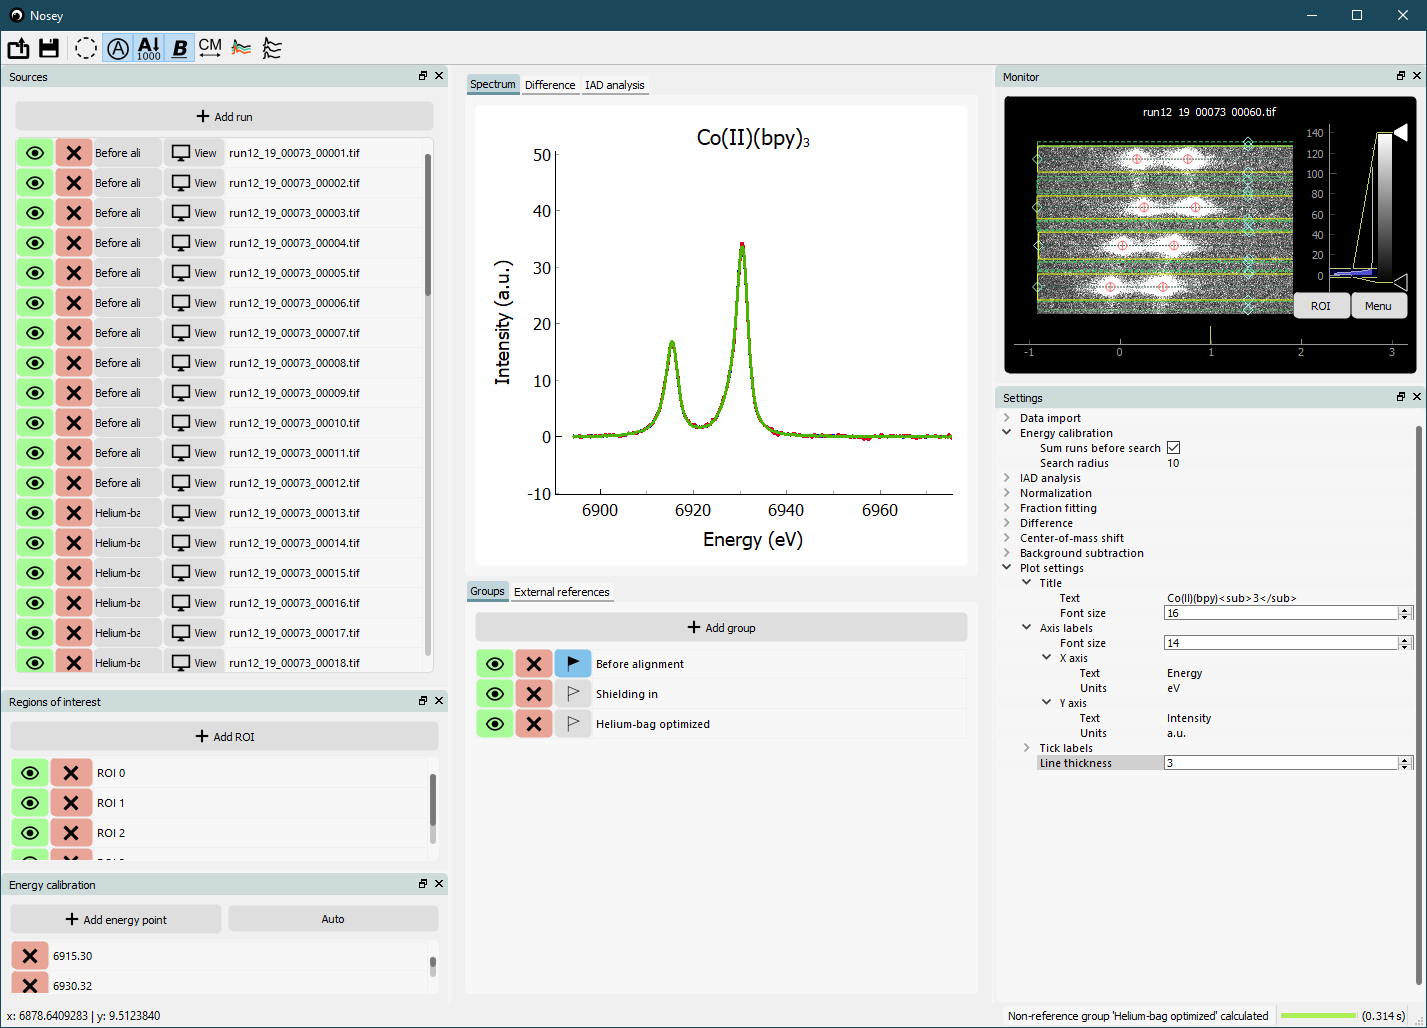 Nosey
A
A↓
1000
B
CM
Sources
Add run
Before ali View run12_19_00073_00001.tif
Before ali View run12_19_00073_00002.tif
Before ali View run12_19_00073_00003.tif
Before ali View run12_19_00073_00004.tif
Before ali View run12_19_00073_00005.tif
Before ali View run12_19_00073_00006.tif
Before ali View run12_19_00073_00007.tif
Before ali View run12_19_00073_00008.tif
Before ali View run12_19_00073_00009.tif
Before ali View run12_19_00073_00010.tif
Before ali View run12_19_00073_00011.tif
Before ali View run12_19_00073_00012.tif
Helium-ba View run12_19_00073_00013.tif
Helium-ba View run12_19_00073_00014.tif
Helium-ba View run12_19_00073_00015.tif
Helium-ba View run12_19_00073_00016.tif
Helium-ba View run12_19_00073_00017.tif
Helium-ba View run12_19_00073_00018.tif
Regions of interest
Add ROI
ROI 0
ROI 1
ROI 2
Energy calibration
Add energy point Auto
6915.30
6930.32
Spectrum Difference IAD analysis
Co(II)(bpy)₃
50
40
30
20
10
0
-10
Intensity (a.u.)
6900 6920 6940 6960
Energy (eV)
Groups External references
Add group
Before alignment
Shielding in
Helium-bag optimized
Monitor
run12_19_00073_00060.tif
140
120
100
80
60
40
20
0
ROI Menu
-1 0 1 2 3
Settings
Data import
Energy calibration
Sum runs before search
Search radius 10
IAD analysis
Normalization
Fraction fitting
Difference
Center-of-mass shift
Background subtraction
Plot settings
Title
Text Co(II)(bpy)<sub>3</sub>
Font size 16
Axis labels
Font size 14
X axis
Text Energy
Units eV
Y axis
Text Intensity
Units a.u.
Tick labels
Line thickness 3
x: 6878.6409283 | y: 9.5123840
Non-reference group 'Helium-bag optimized' calculated (0.314 s)